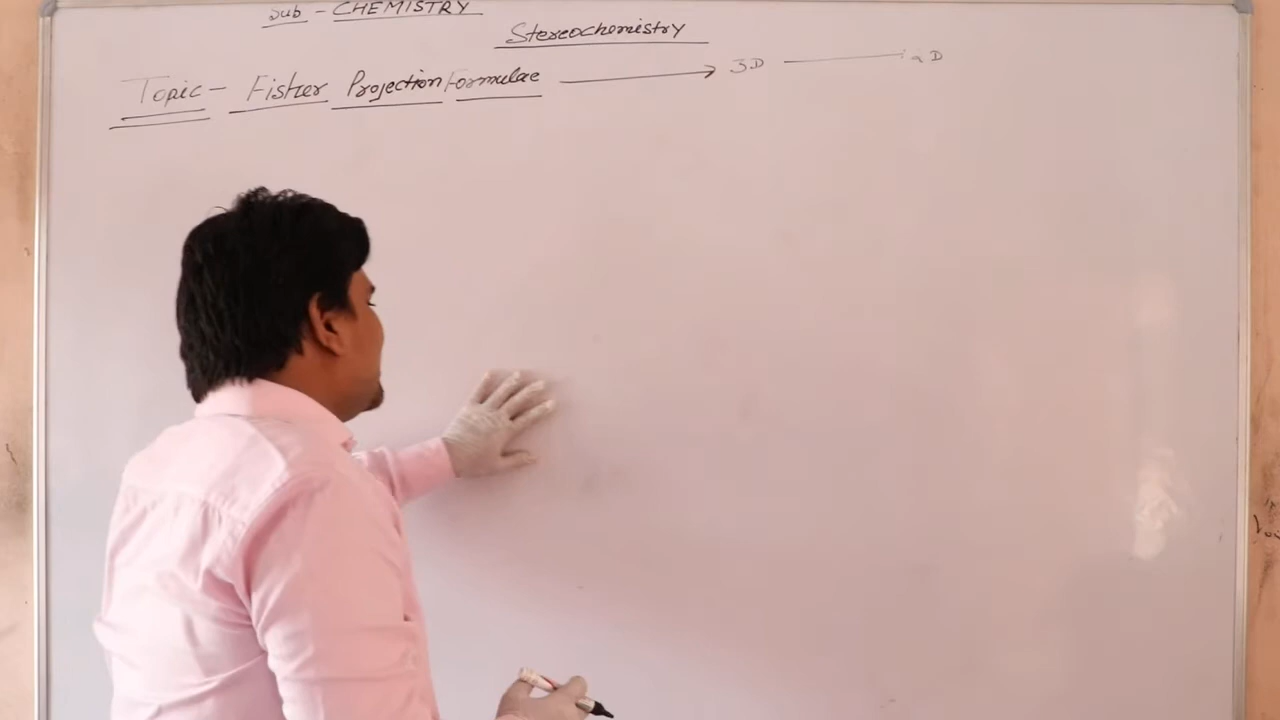 Sub - CHEMISTRY
Stereochemistry
Topic - Fisher Projection Formulae → 3D — 2D